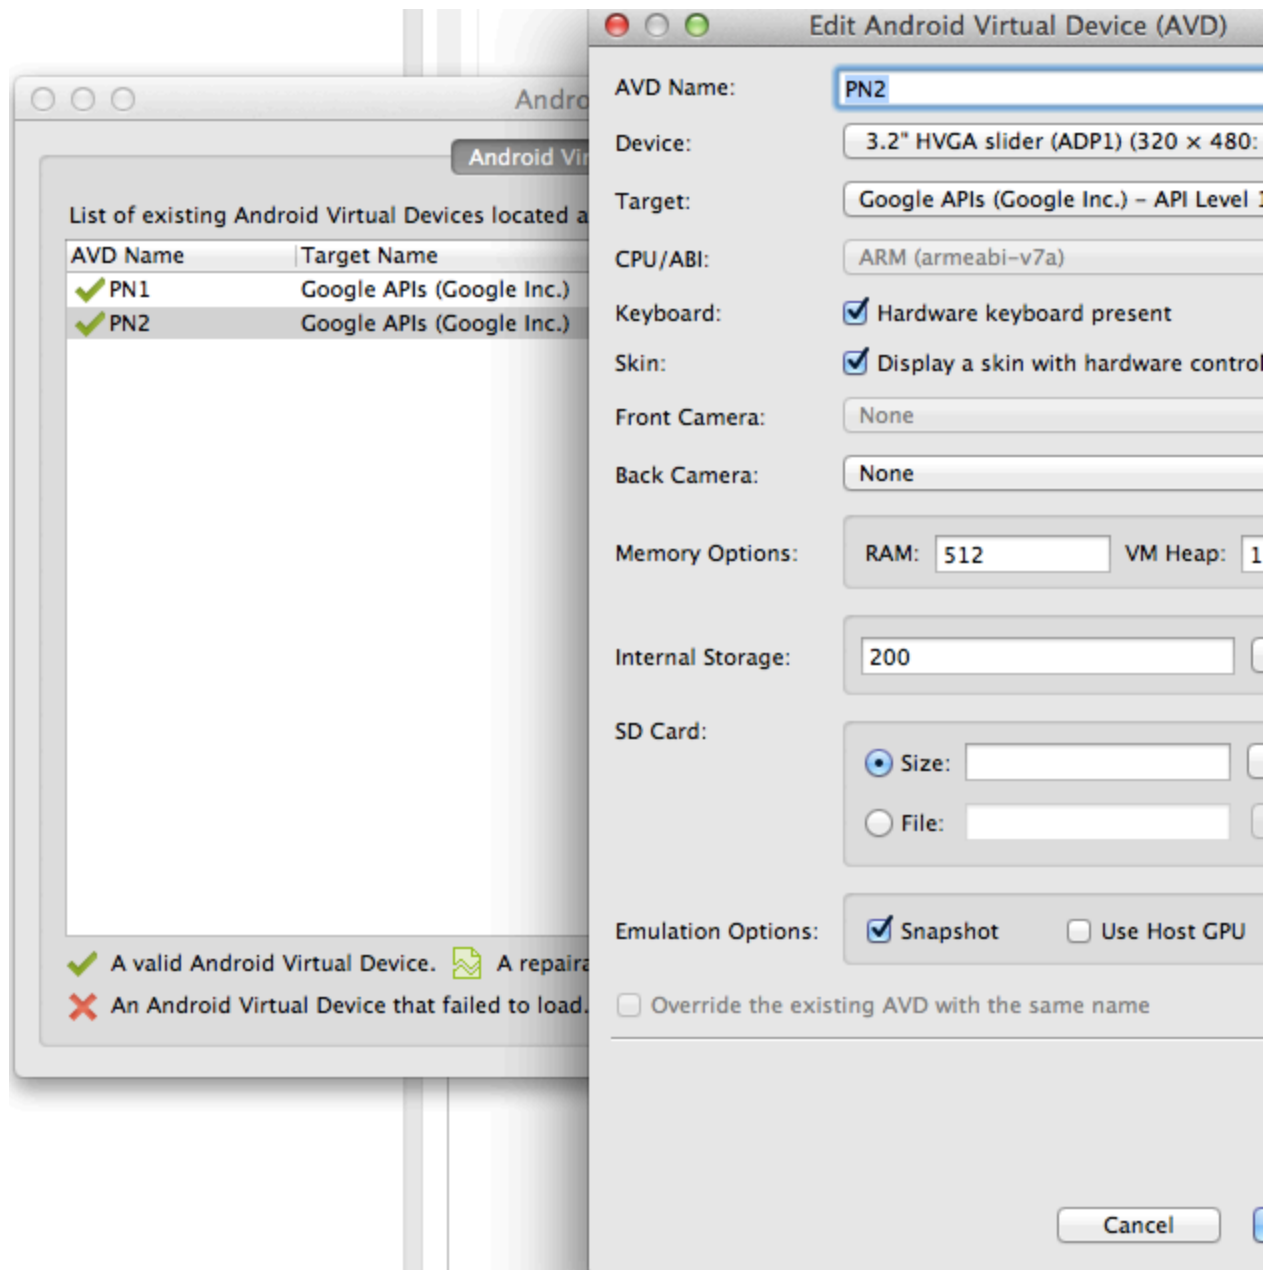 Edit Android Virtual Device (AVD)
Andro
Android Vir
List of existing Android Virtual Devices located a
AVD Name Target Name
PN1 Google APIs (Google Inc.)
PN2 Google APIs (Google Inc.)
A valid Android Virtual Device. A repaira
An Android Virtual Device that failed to load.
AVD Name: PN2
Device: 3.2" HVGA slider (ADP1) (320 × 480:
Target: Google APIs (Google Inc.) – API Level 1
CPU/ABI: ARM (armeabi-v7a)
Keyboard: Hardware keyboard present
Skin: Display a skin with hardware control
Front Camera: None
Back Camera: None
Memory Options: RAM: 512 VM Heap: 1
Internal Storage: 200
SD Card:
Size:
File:
Emulation Options: Snapshot Use Host GPU
Override the existing AVD with the same name
Cancel